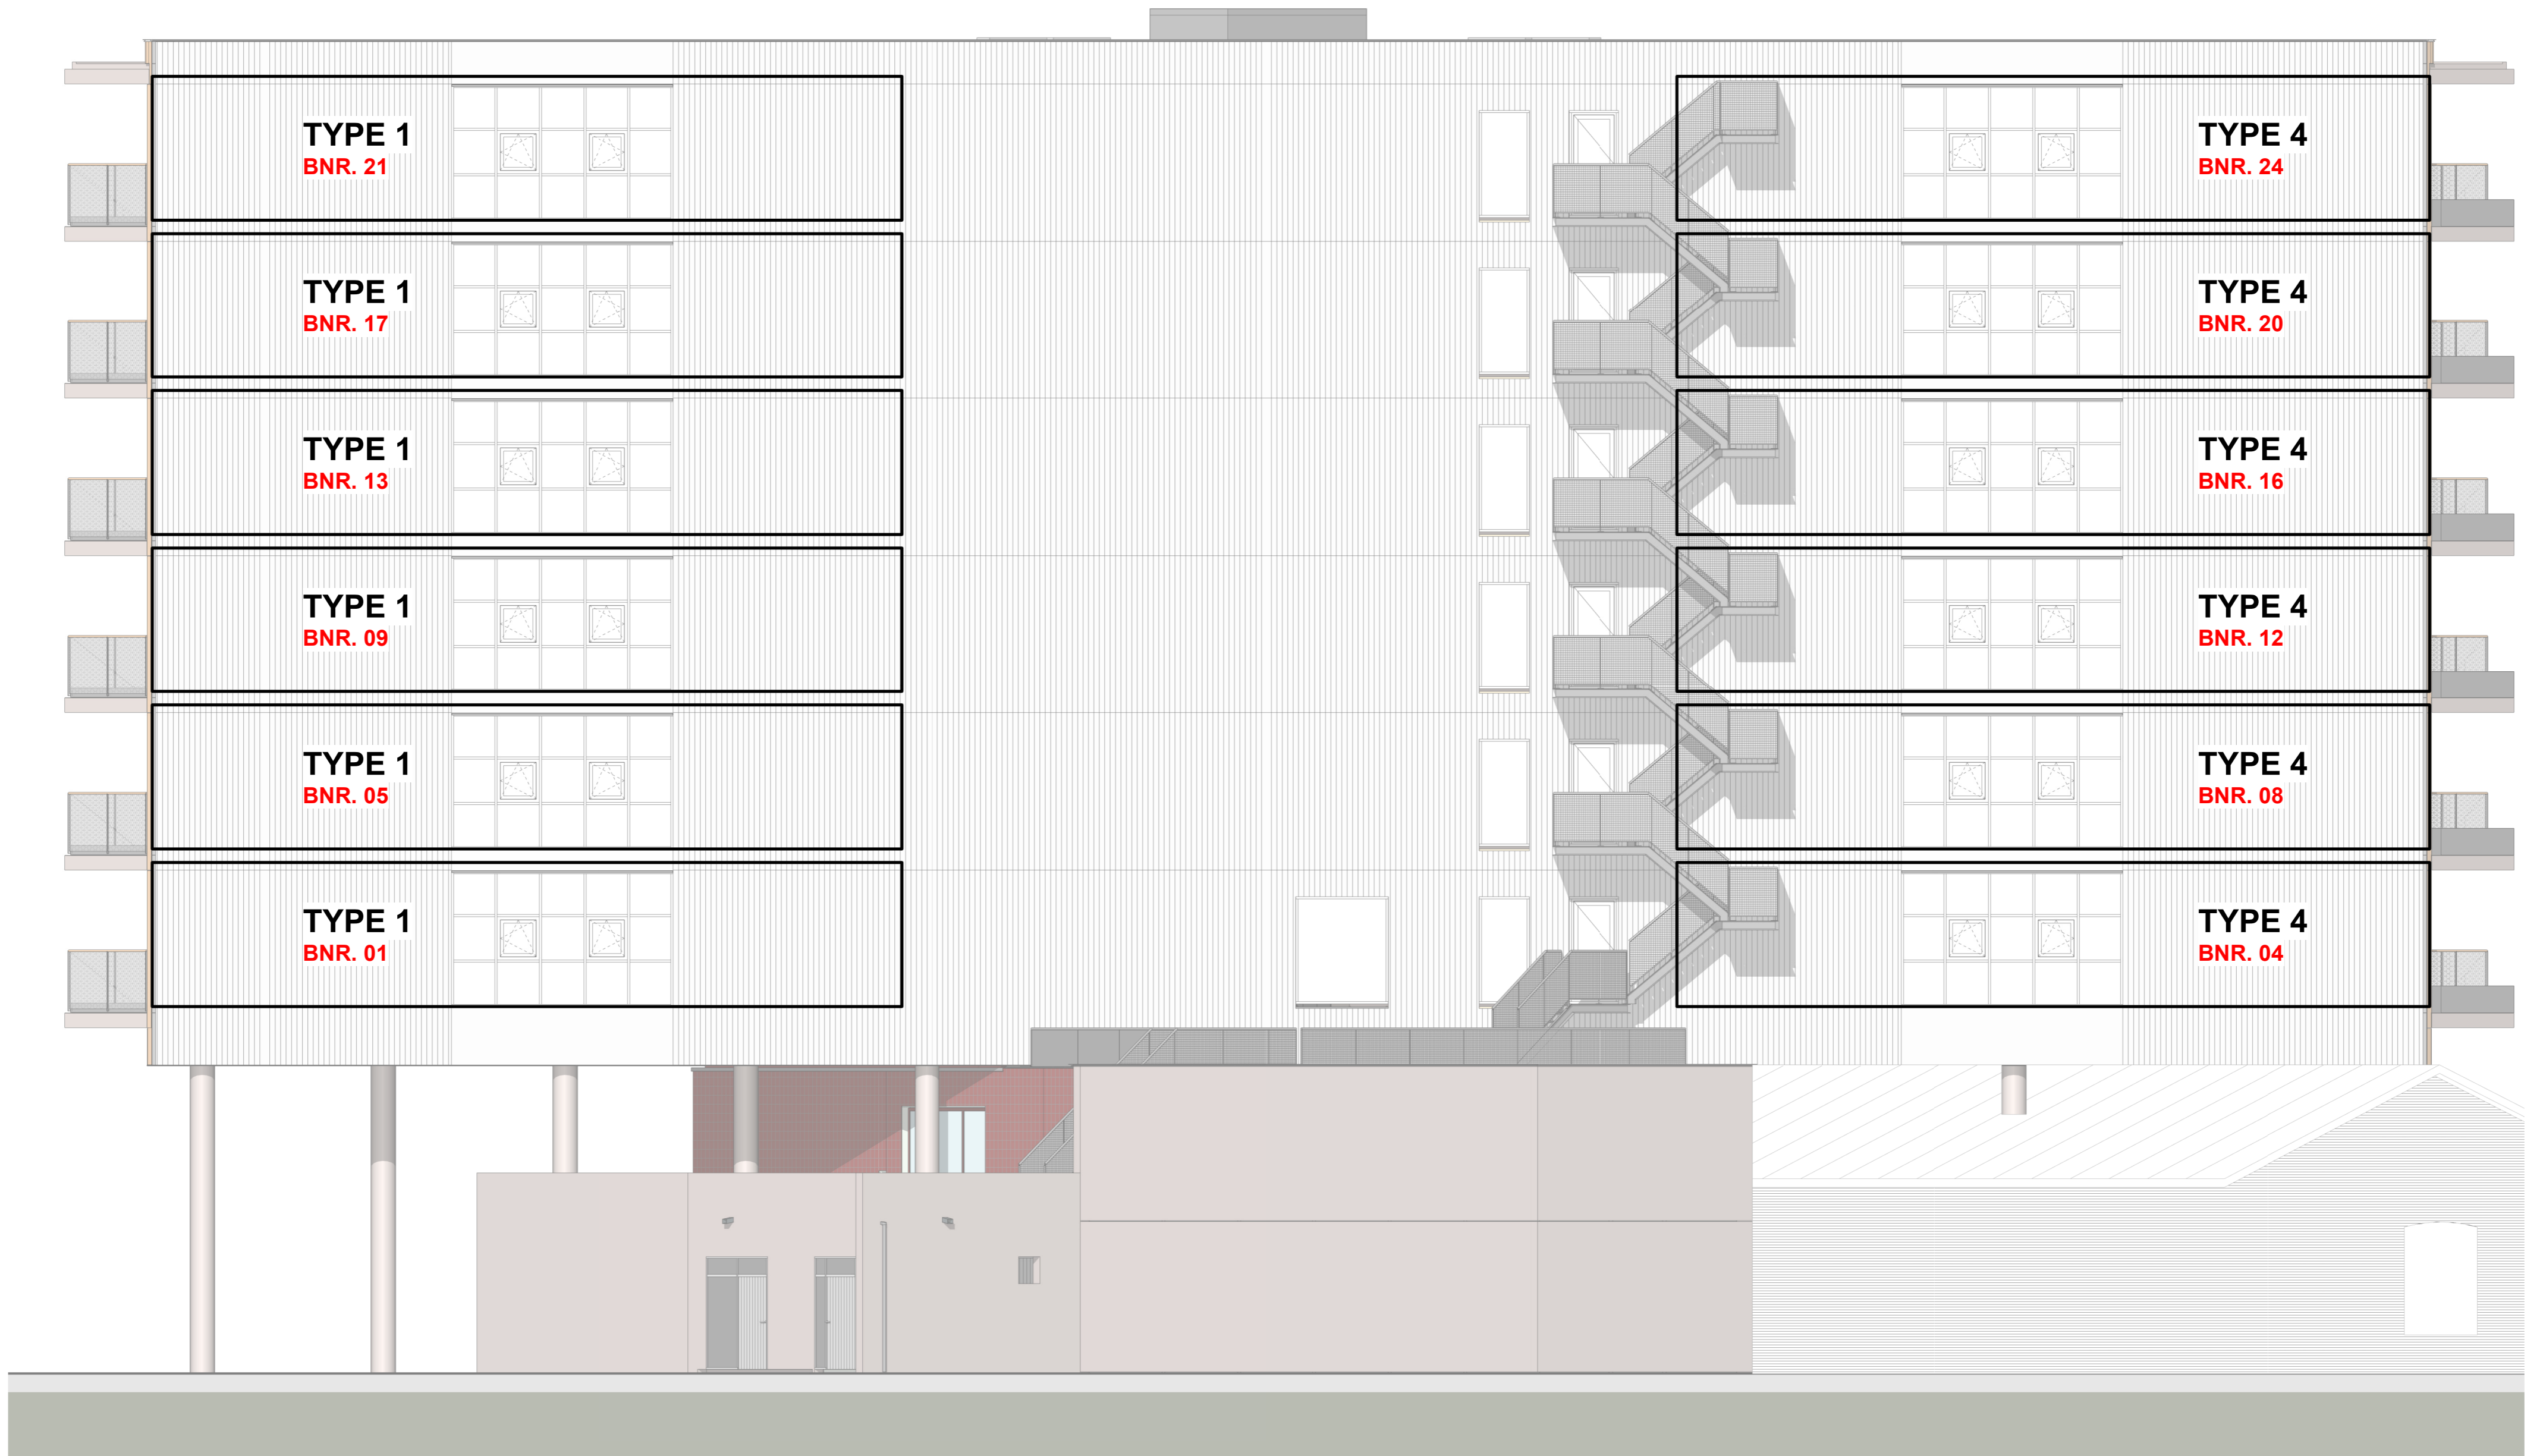 TYPE 1
BNR. 21
TYPE 4
BNR. 24
TYPE 1
BNR. 17
TYPE 4
BNR. 20
TYPE 1
BNR. 13
TYPE 4
BNR. 16
TYPE 1
BNR. 09
TYPE 4
BNR. 12
TYPE 1
BNR. 05
TYPE 4
BNR. 08
TYPE 1
BNR. 01
TYPE 4
BNR. 04